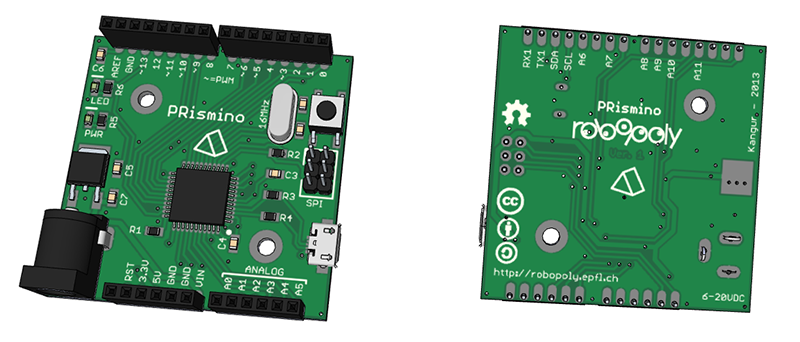 C6
AREF
GND
~13
12
~11
~10
~9
8
7
~6
~5
4
~3
2
1
0
~=PWM
LED
R6
PWR
R5
PRismino
16MHz
R2
C3
R3
R4
SPI
C5
C7
R1
C4
RST
3.3V
5V
GND
GND
VIN
ANALOG
A0
A1
A2
A3
A4
A5
RX1
TX1
SDA
SCL
A6
A7
A8
A9
A10
A11
PRismino
robopoly
Kangur - 2013
cc
http://robopoly.epfl.ch
6-20VDC